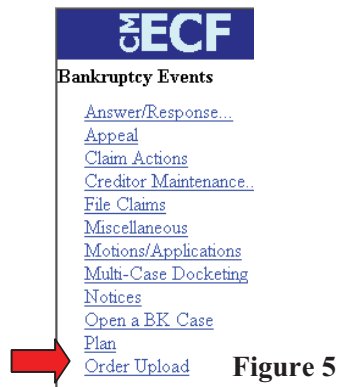 CM ECF
Bankruptcy Events
Answer/Response...
Appeal
Claim Actions
Creditor Maintenance..
File Claims
Miscellaneous
Motions/Applications
Multi-Case Docketing
Notices
Open a BK Case
Plan
Order Upload
Figure 5